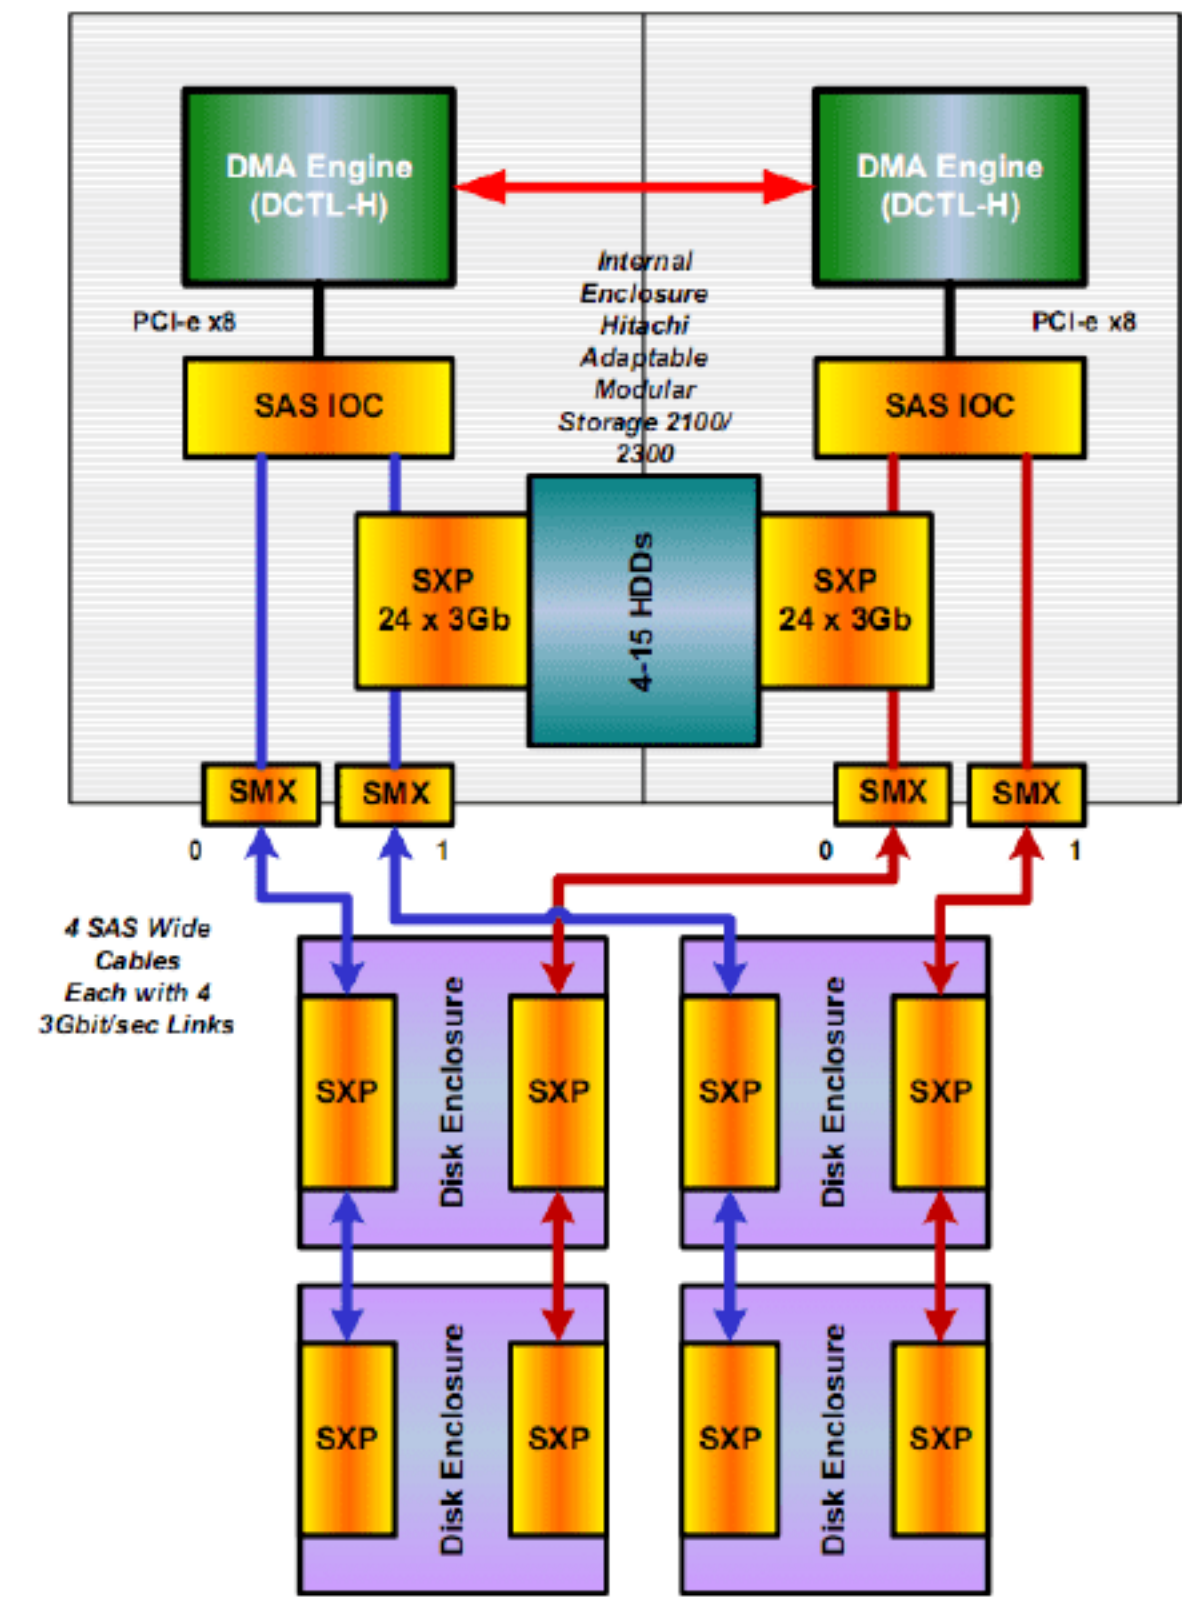 DMA Engine
(DCTL-H)
DMA Engine
(DCTL-H)
Internal
Enclosure
Hitachi
Adaptable
Modular
Storage 2100/
2300
PCI-e x8
PCI-e x8
SAS IOC
SAS IOC
SXP
24 x 3Gb
4-15 HDDs
SXP
24 x 3Gb
SMX
SMX
SMX
SMX
0
1
0
1
4 SAS Wide
Cables
Each with 4
3Gbit/sec Links
SXP
Disk Enclosure
SXP
SXP
Disk Enclosure
SXP
SXP
Disk Enclosure
SXP
SXP
Disk Enclosure
SXP